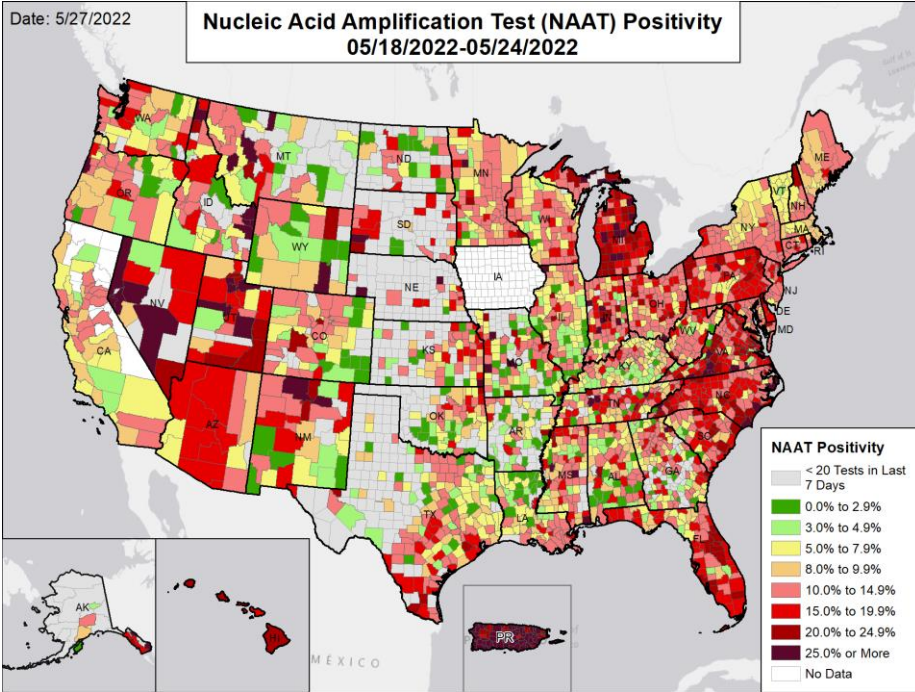 Date: 5/27/2022
Nucleic Acid Amplification Test (NAAT) Positivity
05/18/2022-05/24/2022
WA
MT
ND
MN
ME
OR
ID
SD
WI
VT
NH
WY
MI
NY
MA
CT
RI
NE
IA
PA
NJ
NV
UT
CO
IL
IN
OH
DE
MD
CA
KS
MO
WV
VA
KY
AZ
NM
OK
AR
TN
NC
SC
MS
AL
GA
TX
LA
FL
AK
HI
PR
MÉXICO
NAAT Positivity
< 20 Tests in Last
7 Days
0.0% to 2.9%
3.0% to 4.9%
5.0% to 7.9%
8.0% to 9.9%
10.0% to 14.9%
15.0% to 19.9%
20.0% to 24.9%
25.0% or More
No Data